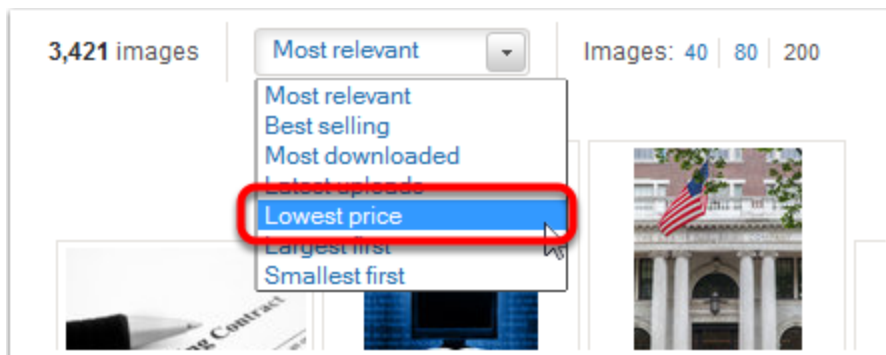 3,421 images
Most relevant
Images: 40 80 200
Most relevant
Best selling
Most downloaded
Latest uploads
Lowest price
Largest first
Smallest first
Contract